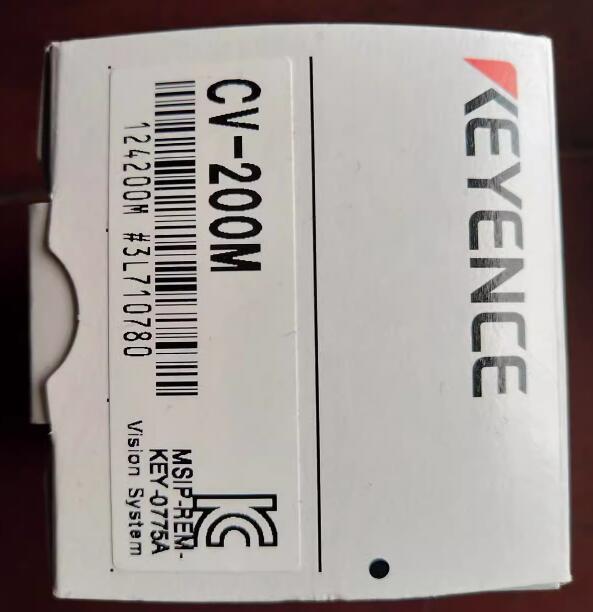 KEYENCE
CV-200M
124200M #3L710780
MSIP-REM-
KEY-0775A
Vision System